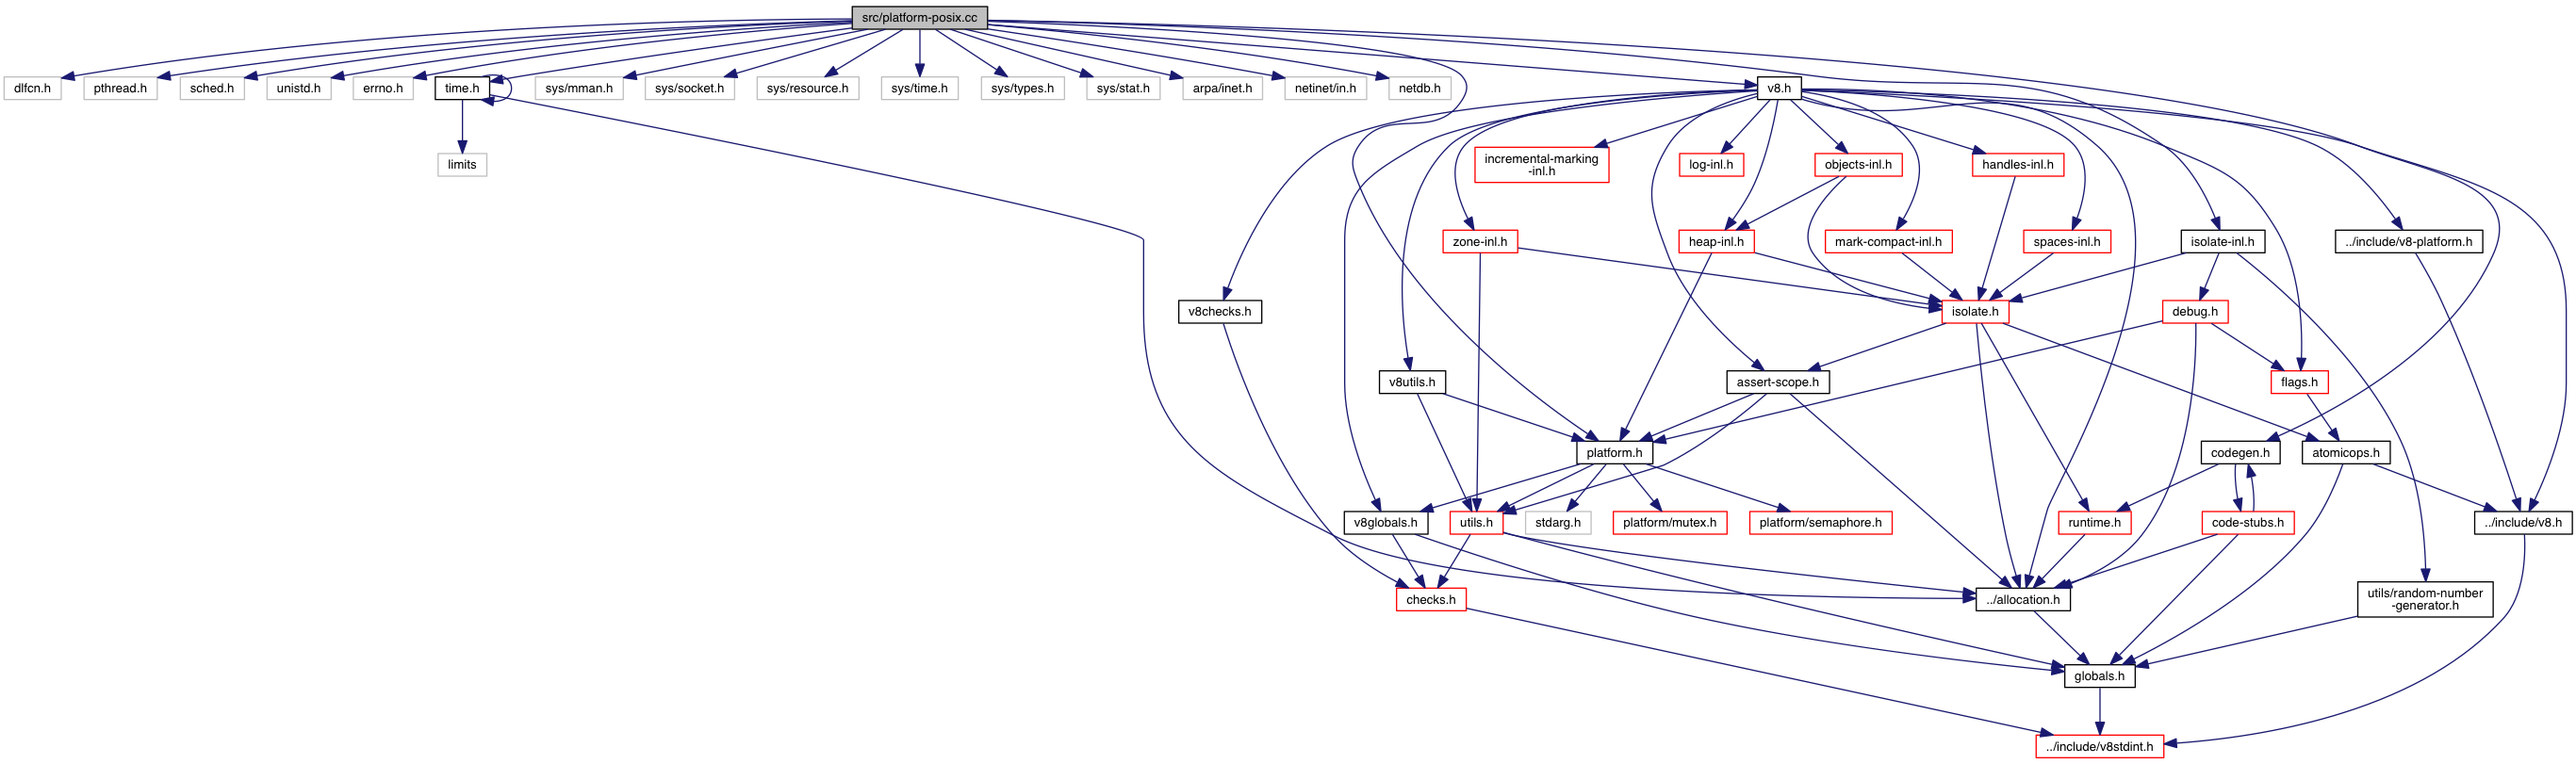 src/platform-posix.cc
dlfcn.h
pthread.h
sched.h
unistd.h
errno.h
time.h
sys/mman.h
sys/socket.h
sys/resource.h
sys/time.h
sys/types.h
sys/stat.h
arpa/inet.h
netinet/in.h
netdb.h
v8.h
limits
incremental-marking
-inl.h
log-inl.h
objects-inl.h
handles-inl.h
zone-inl.h
heap-inl.h
mark-compact-inl.h
spaces-inl.h
isolate-inl.h
../include/v8-platform.h
v8checks.h
isolate.h
debug.h
v8utils.h
assert-scope.h
flags.h
platform.h
codegen.h
atomicops.h
v8globals.h
utils.h
stdarg.h
platform/mutex.h
platform/semaphore.h
runtime.h
code-stubs.h
../include/v8.h
checks.h
../allocation.h
utils/random-number
-generator.h
globals.h
../include/v8stdint.h